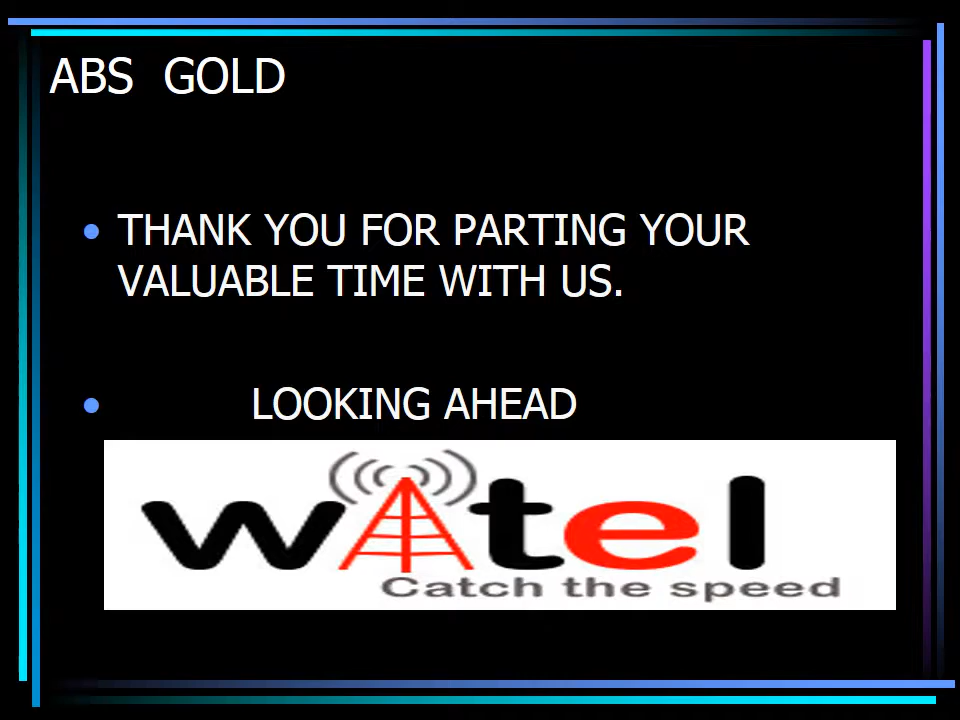 ABS GOLD
• THANK YOU FOR PARTING YOUR
VALUABLE TIME WITH US.
• LOOKING AHEAD
watel
Catch the speed